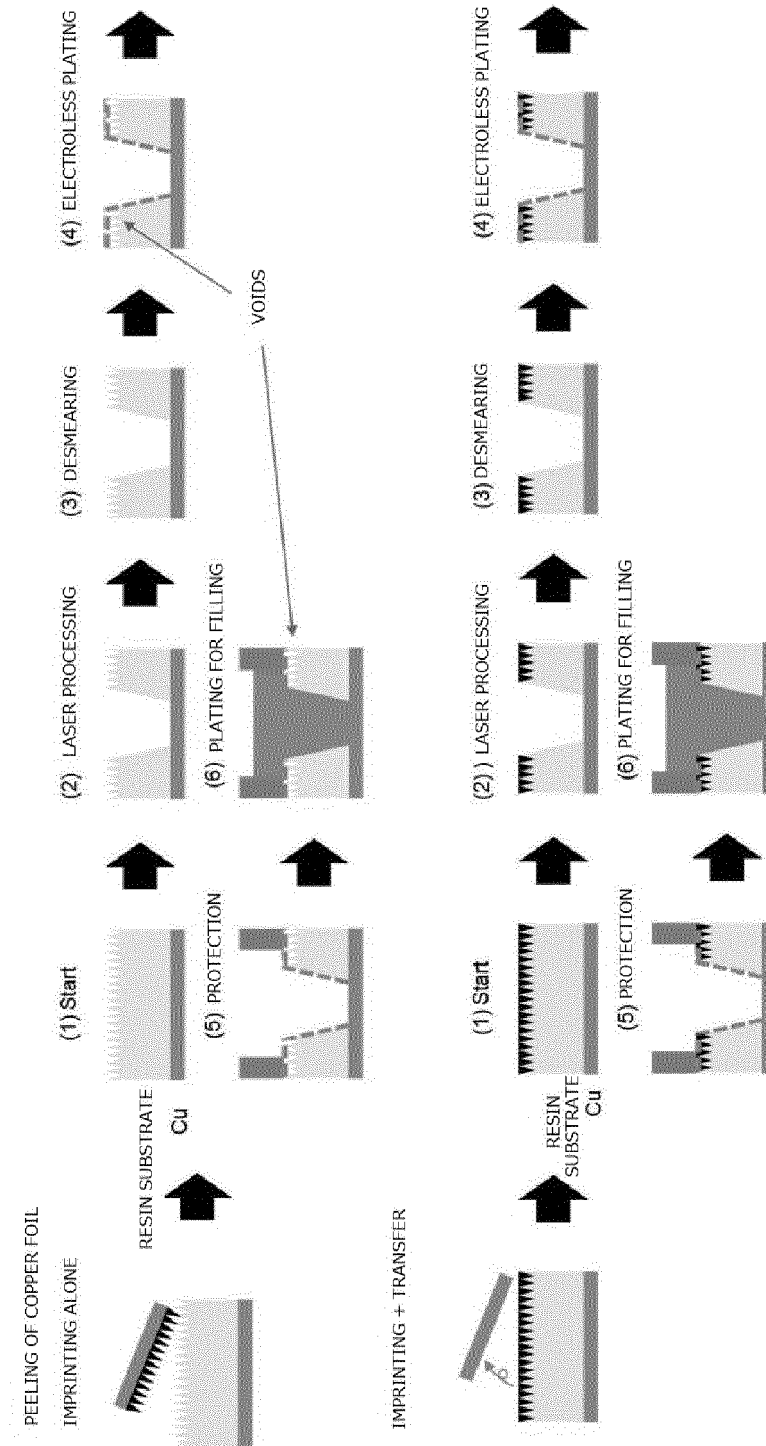 PEELING OF COPPER FOIL
IMPRINTING ALONE
RESIN SUBSTRATE
Cu
(1) Start
(2) LASER PROCESSING
(3) DESMEARING
(4) ELECTROLESS PLATING
(5) PROTECTION
(6) PLATING FOR FILLING
VOIDS
IMPRINTING + TRANSFER
RESIN
SUBSTRATE
Cu
(1) Start
(2) ) LASER PROCESSING
(3) DESMEARING
(4) ELECTROLESS PLATING
(5) PROTECTION
(6) PLATING FOR FILLING